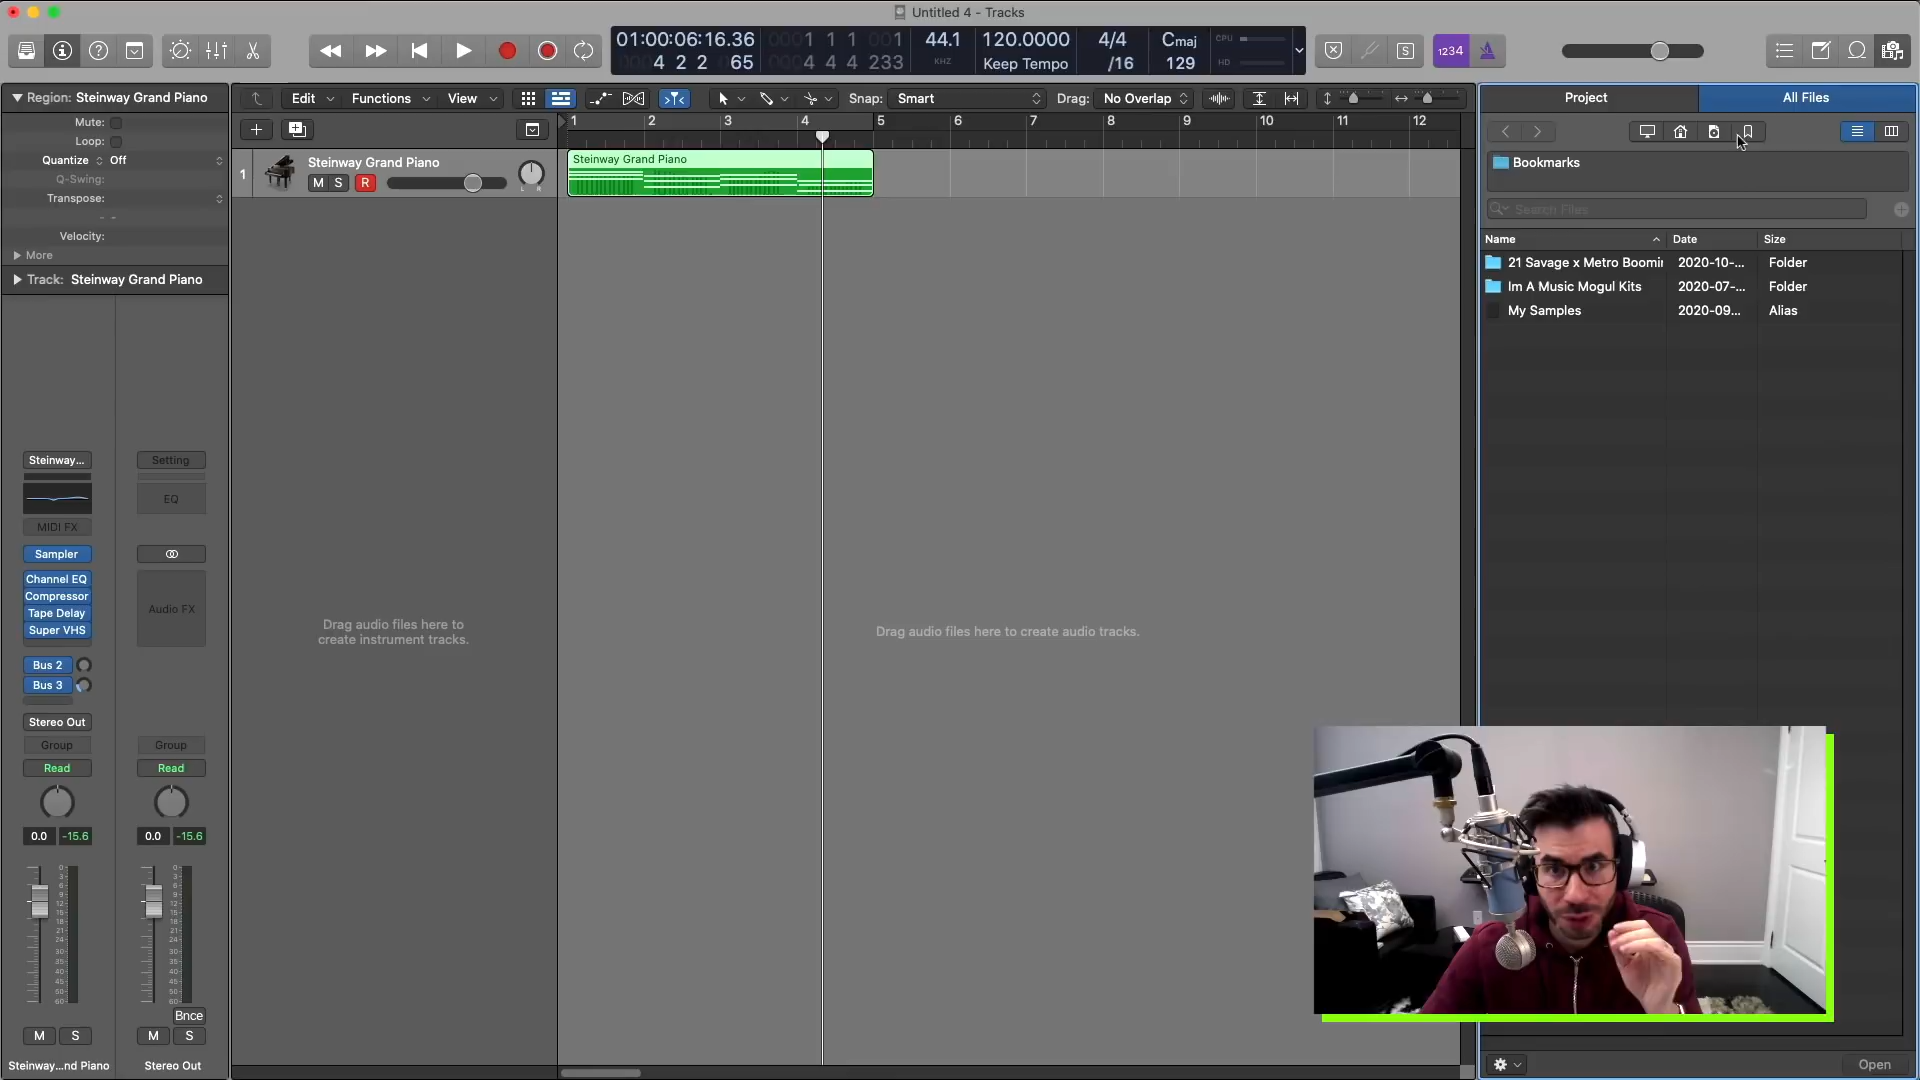 Untitled 4 - Tracks
01:00:06:16.36
4 2 2 65
1 1 1 001
4 4 4 233
44.1
KHZ
120.0000
Keep Tempo
4/4
/16
Cmaj
129
CPU
HD
S
1234
Region: Steinway Grand Piano
Mute:
Loop:
Quantize Off
Q-Swing:
Transpose:
Velocity:
More
Track: Steinway Grand Piano
Edit
Functions
View
Snap: Smart
Drag: No Overlap
1 2 3 4 5 6 7 8 9 10 11 12
1
Steinway Grand Piano
M S R
L R
Steinway Grand Piano
Drag audio files here to
create instrument tracks.
Drag audio files here to create audio tracks.
Steinway...
MIDI FX
Sampler
Channel EQ
Compressor
Tape Delay
Super VHS
Bus 2
Bus 3
Stereo Out
Group
Read
0.0 -15.6
M S
Steinway...nd Piano
Setting
EQ
Audio FX
Group
Read
0.0 -15.6
Bnce
M S
Stereo Out
Project
All Files
Bookmarks
Search Files
Name Date Size
21 Savage x Metro Boomin 2020-10-... Folder
Im A Music Mogul Kits 2020-07-... Folder
My Samples 2020-09... Alias
Open